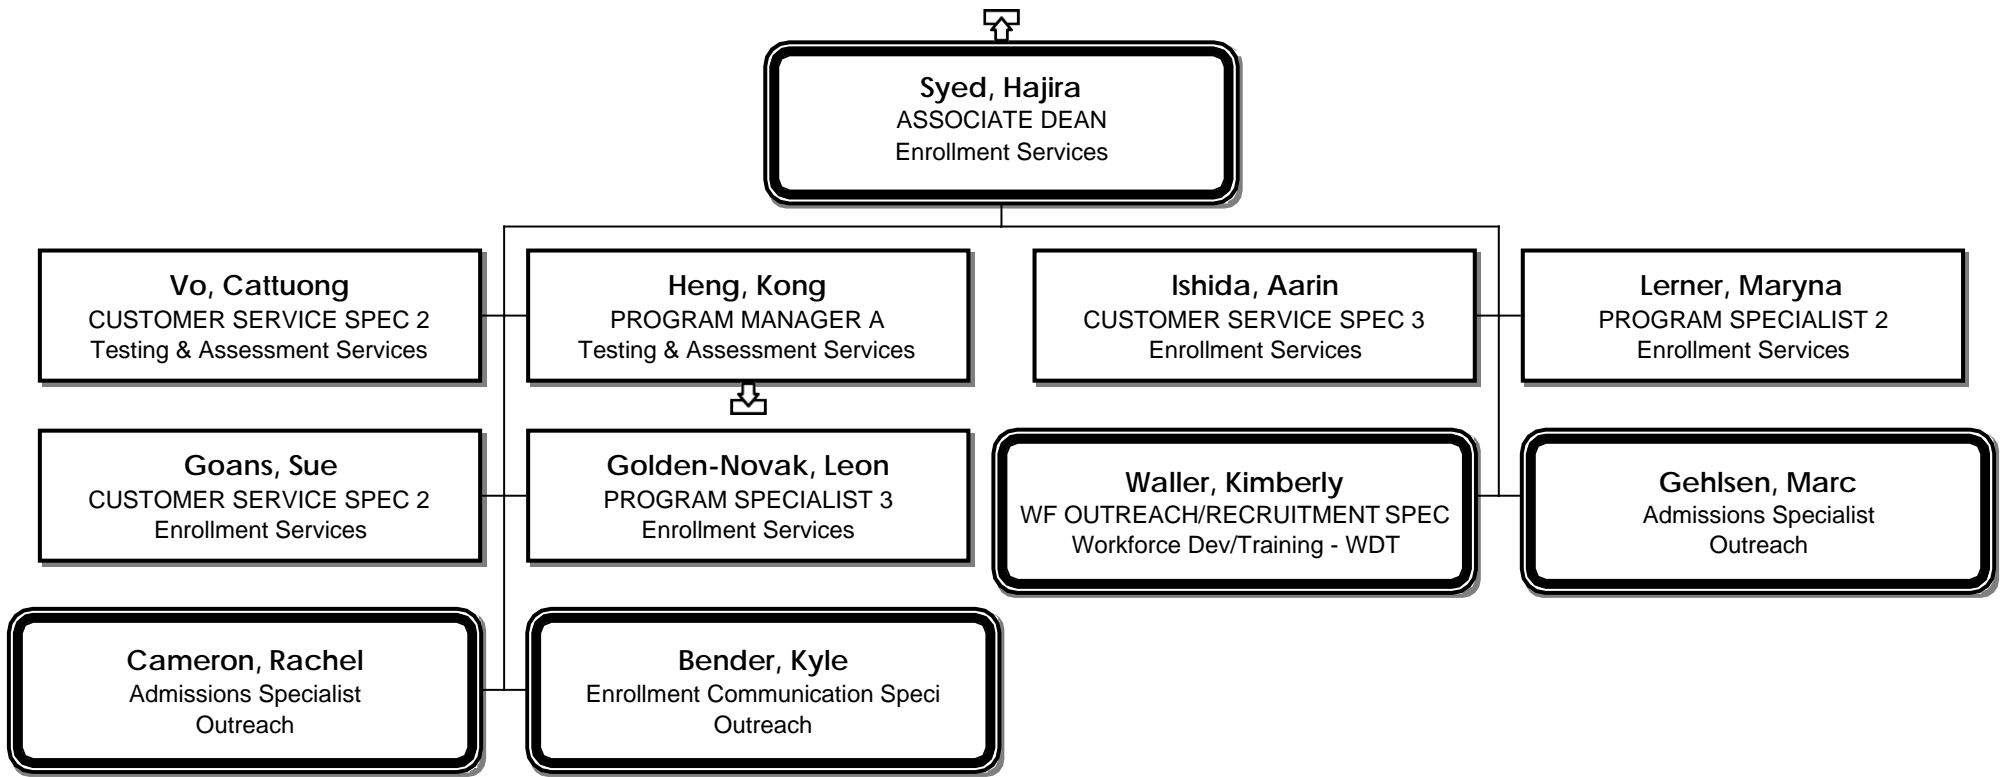 Syed, Hajira
ASSOCIATE DEAN
Enrollment Services
Vo, Cattuong
CUSTOMER SERVICE SPEC 2
Testing & Assessment Services
Heng, Kong
PROGRAM MANAGER A
Testing & Assessment Services
Ishida, Aarin
CUSTOMER SERVICE SPEC 3
Enrollment Services
Lerner, Maryna
PROGRAM SPECIALIST 2
Enrollment Services
Goans, Sue
CUSTOMER SERVICE SPEC 2
Enrollment Services
Golden-Novak, Leon
PROGRAM SPECIALIST 3
Enrollment Services
Waller, Kimberly
WF OUTREACH/RECRUITMENT SPEC
Workforce Dev/Training - WDT
Gehlsen, Marc
Admissions Specialist
Outreach
Cameron, Rachel
Admissions Specialist
Outreach
Bender, Kyle
Enrollment Communication Speci
Outreach